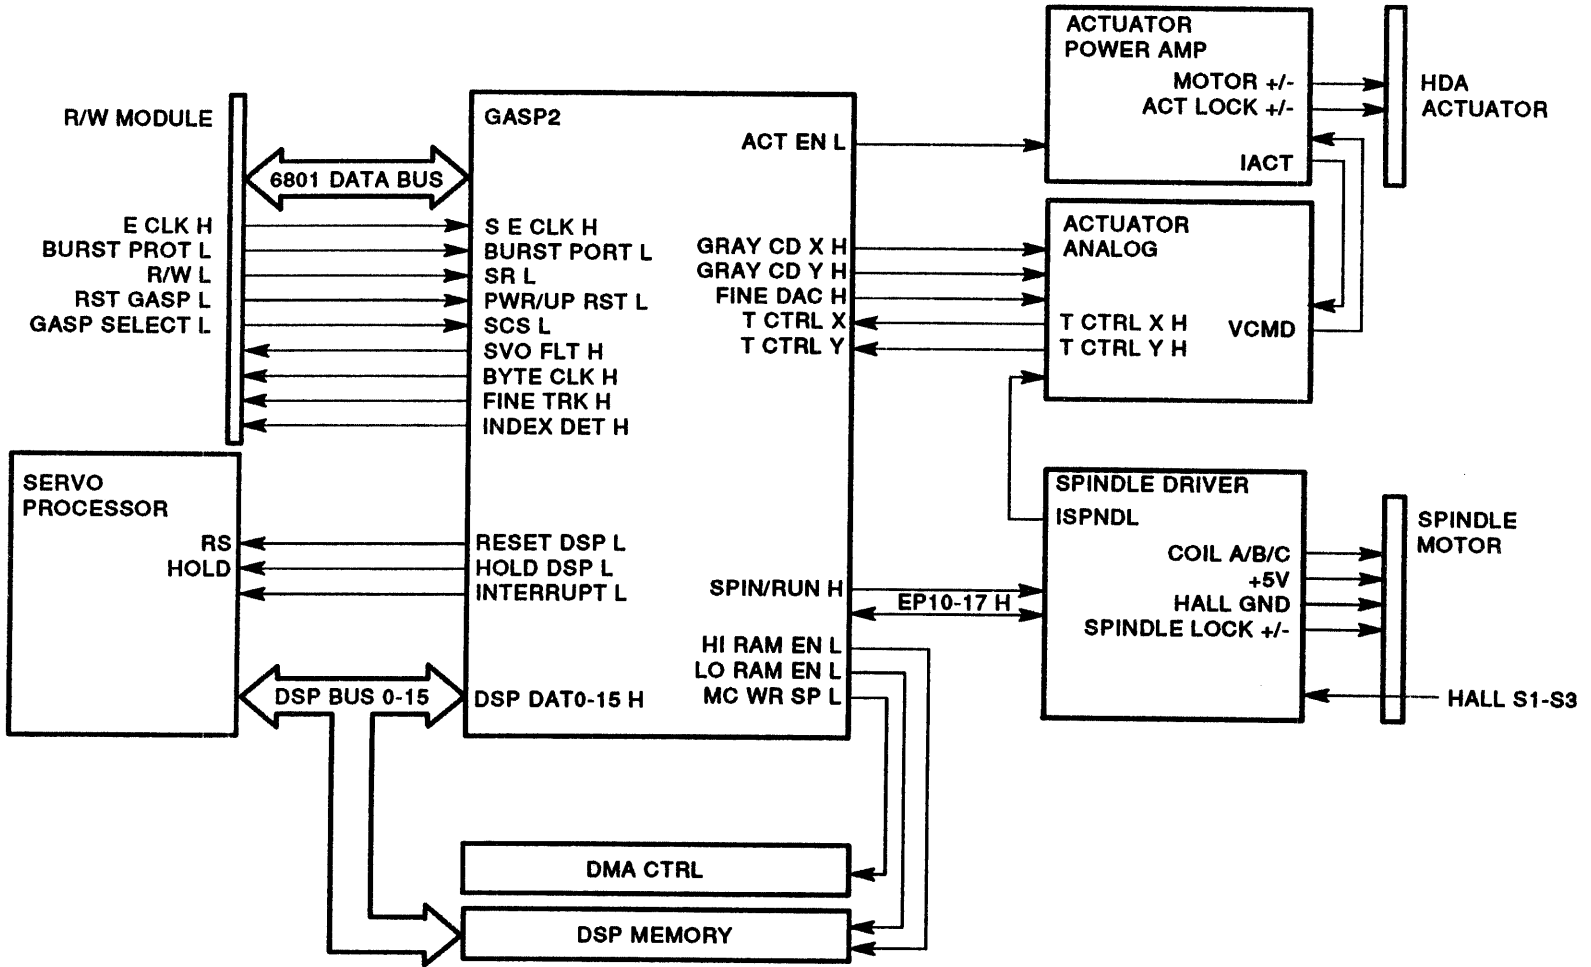 R/W MODULE
6801 DATA BUS
E CLK H
BURST PROT L
R/W L
RST GASP L
GASP SELECT L
GASP2
S E CLK H
BURST PORT L
SR L
PWR/UP RST L
SCS L
SVO FLT H
BYTE CLK H
FINE TRK H
INDEX DET H
RESET DSP L
HOLD DSP L
INTERRUPT L
DSP DAT0-15 H
ACT EN L
GRAY CD X H
GRAY CD Y H
FINE DAC H
T CTRL X
T CTRL Y
SPIN/RUN H
EP10-17 H
HI RAM EN L
LO RAM EN L
MC WR SP L
SERVO
PROCESSOR
RS
HOLD
DSP BUS 0-15
ACTUATOR
POWER AMP
MOTOR +/-
ACT LOCK +/-
IACT
HDA
ACTUATOR
ACTUATOR
ANALOG
T CTRL X H
T CTRL Y H
VCMD
SPINDLE DRIVER
ISPNDL
COIL A/B/C
+5V
HALL GND
SPINDLE LOCK +/-
SPINDLE
MOTOR
HALL S1-S3
DMA CTRL
DSP MEMORY